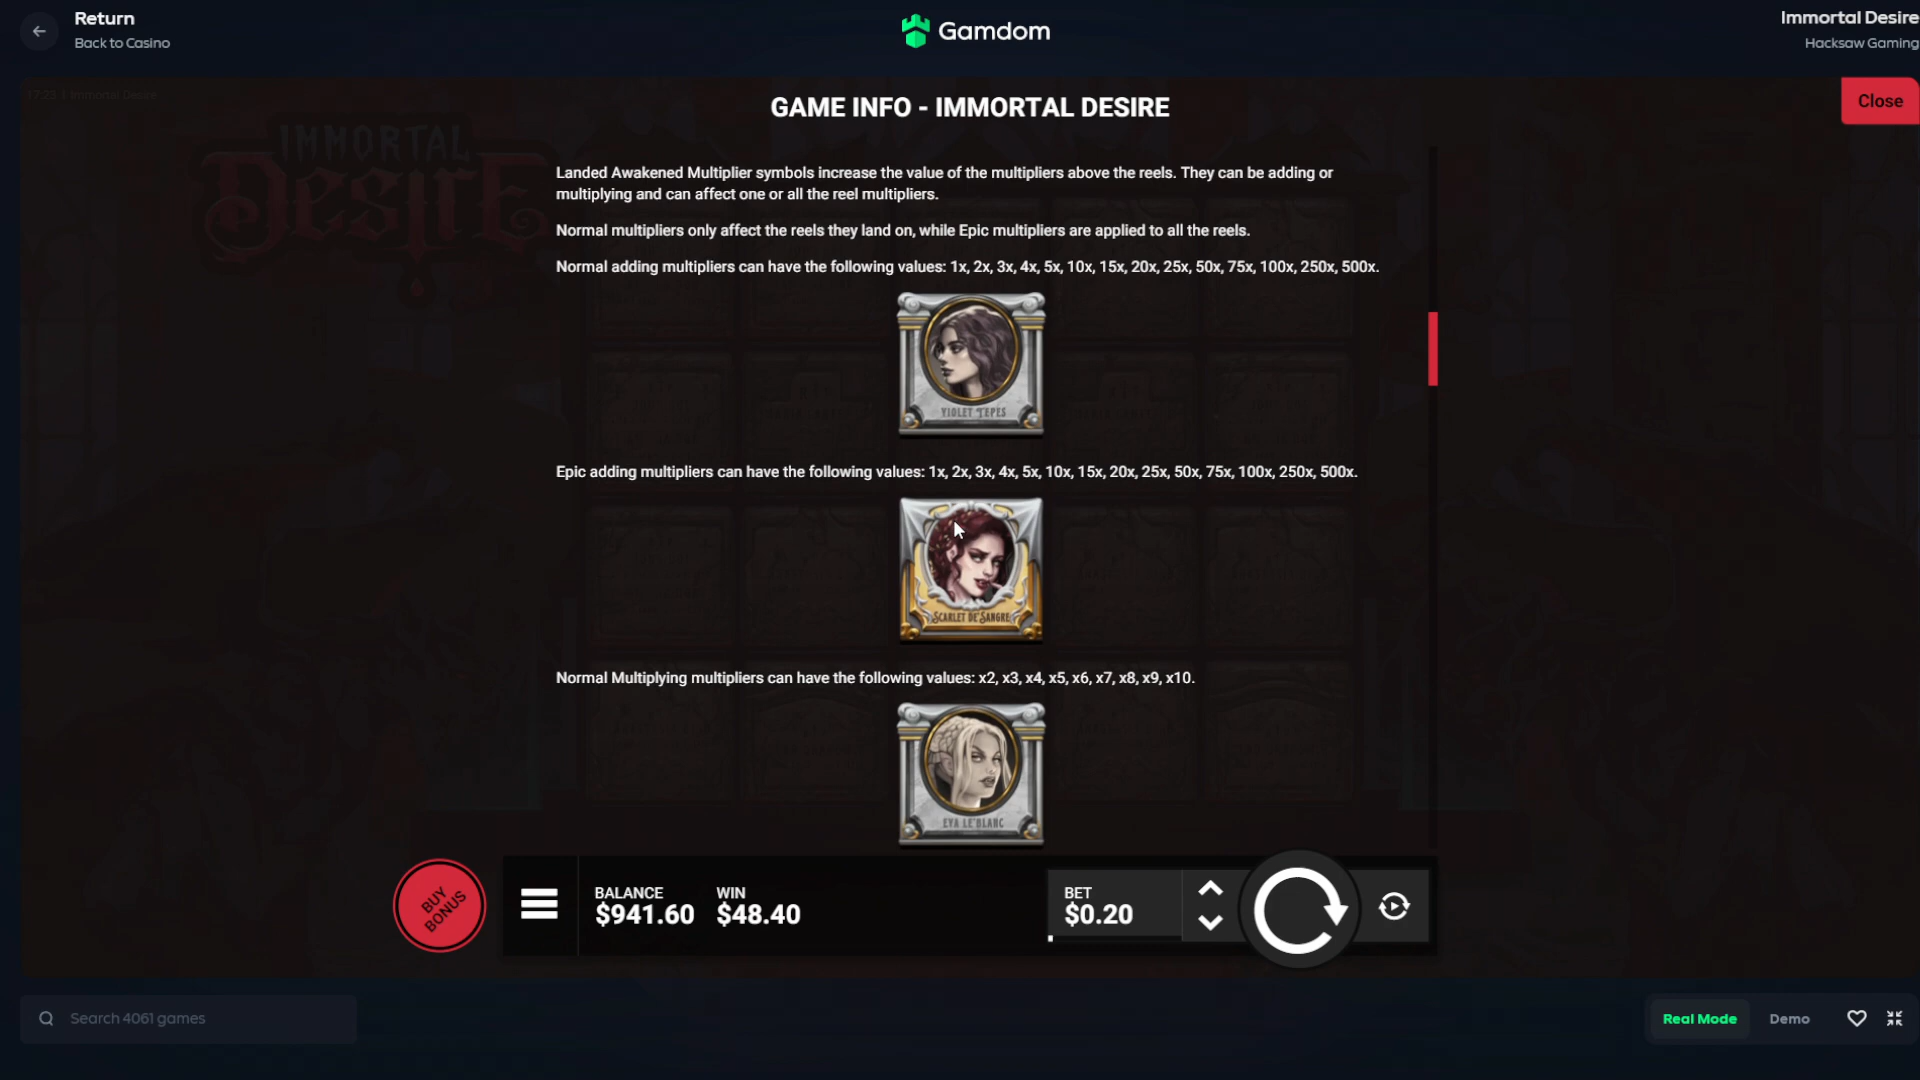 Return
Back to Casino
Gamdom
Immortal Desire
Hacksaw Gaming
17:25 | Immortal Desire
IMMORTAL
DESIRE
GAME INFO - IMMORTAL DESIRE
Close
Landed Awakened Multiplier symbols increase the value of the multipliers above the reels. They can be adding or
multiplying and can affect one or all the reel multipliers.
Normal multipliers only affect the reels they land on, while Epic multipliers are applied to all the reels.
Normal adding multipliers can have the following values: 1x, 2x, 3x, 4x, 5x, 10x, 15x, 20x, 25x, 50x, 75x, 100x, 250x, 500x.
VIOLET TEPES
Epic adding multipliers can have the following values: 1x, 2x, 3x, 4x, 5x, 10x, 15x, 20x, 25x, 50x, 75x, 100x, 250x, 500x.
SCARLET DE'SANGRE
Normal Multiplying multipliers can have the following values: x2, x3, x4, x5, x6, x7, x8, x9, x10.
EVA LE'BLANC
BUY
BONUS
BALANCE
$941.60
WIN
$48.40
BET
$0.20
Search 4061 games
Real Mode
Demo